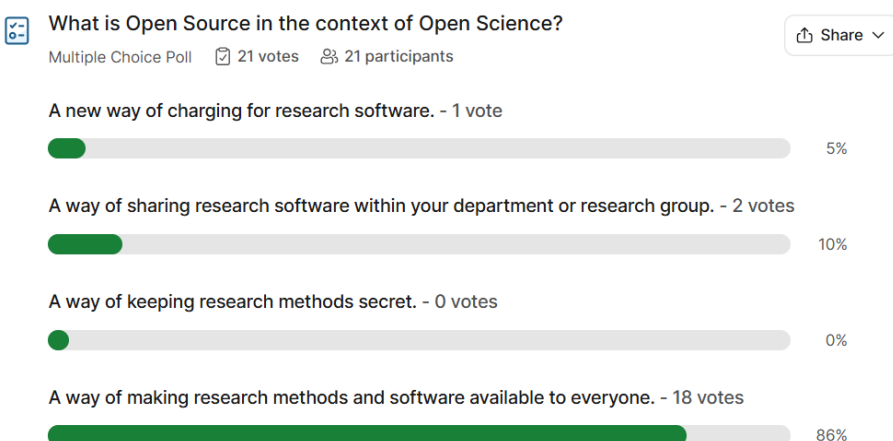 What is Open Source in the context of Open Science?
Share
Multiple Choice Poll 21 votes 21 participants
A new way of charging for research software. - 1 vote
5%
A way of sharing research software within your department or research group. - 2 votes
10%
A way of keeping research methods secret. - 0 votes
0%
A way of making research methods and software available to everyone. - 18 votes
86%